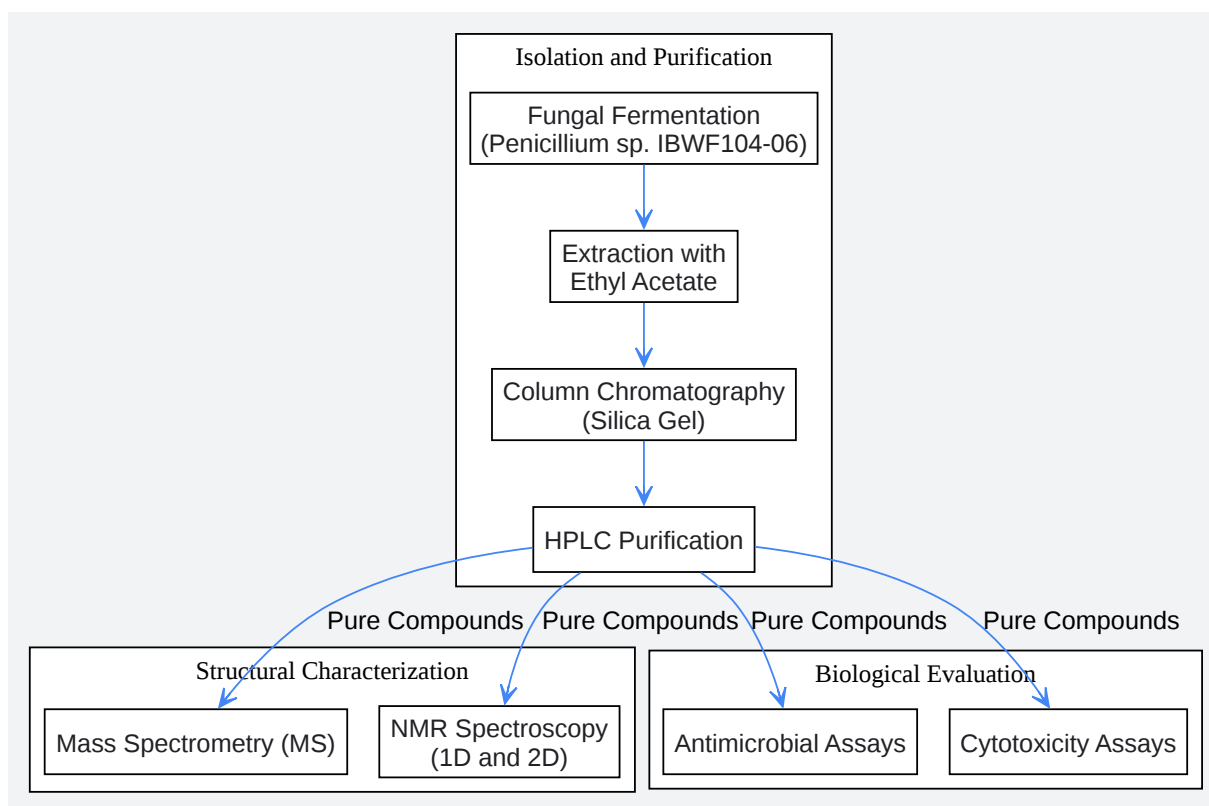 Isolation and Purification
Fungal Fermentation
(Penicillium sp. IBWF104-06)
Extraction with
Ethyl Acetate
Column Chromatography
(Silica Gel)
HPLC Purification
Pure Compounds
Pure Compounds
Pure Compounds
Pure Compounds
Structural Characterization
Mass Spectrometry (MS)
NMR Spectroscopy
(1D and 2D)
Biological Evaluation
Antimicrobial Assays
Cytotoxicity Assays